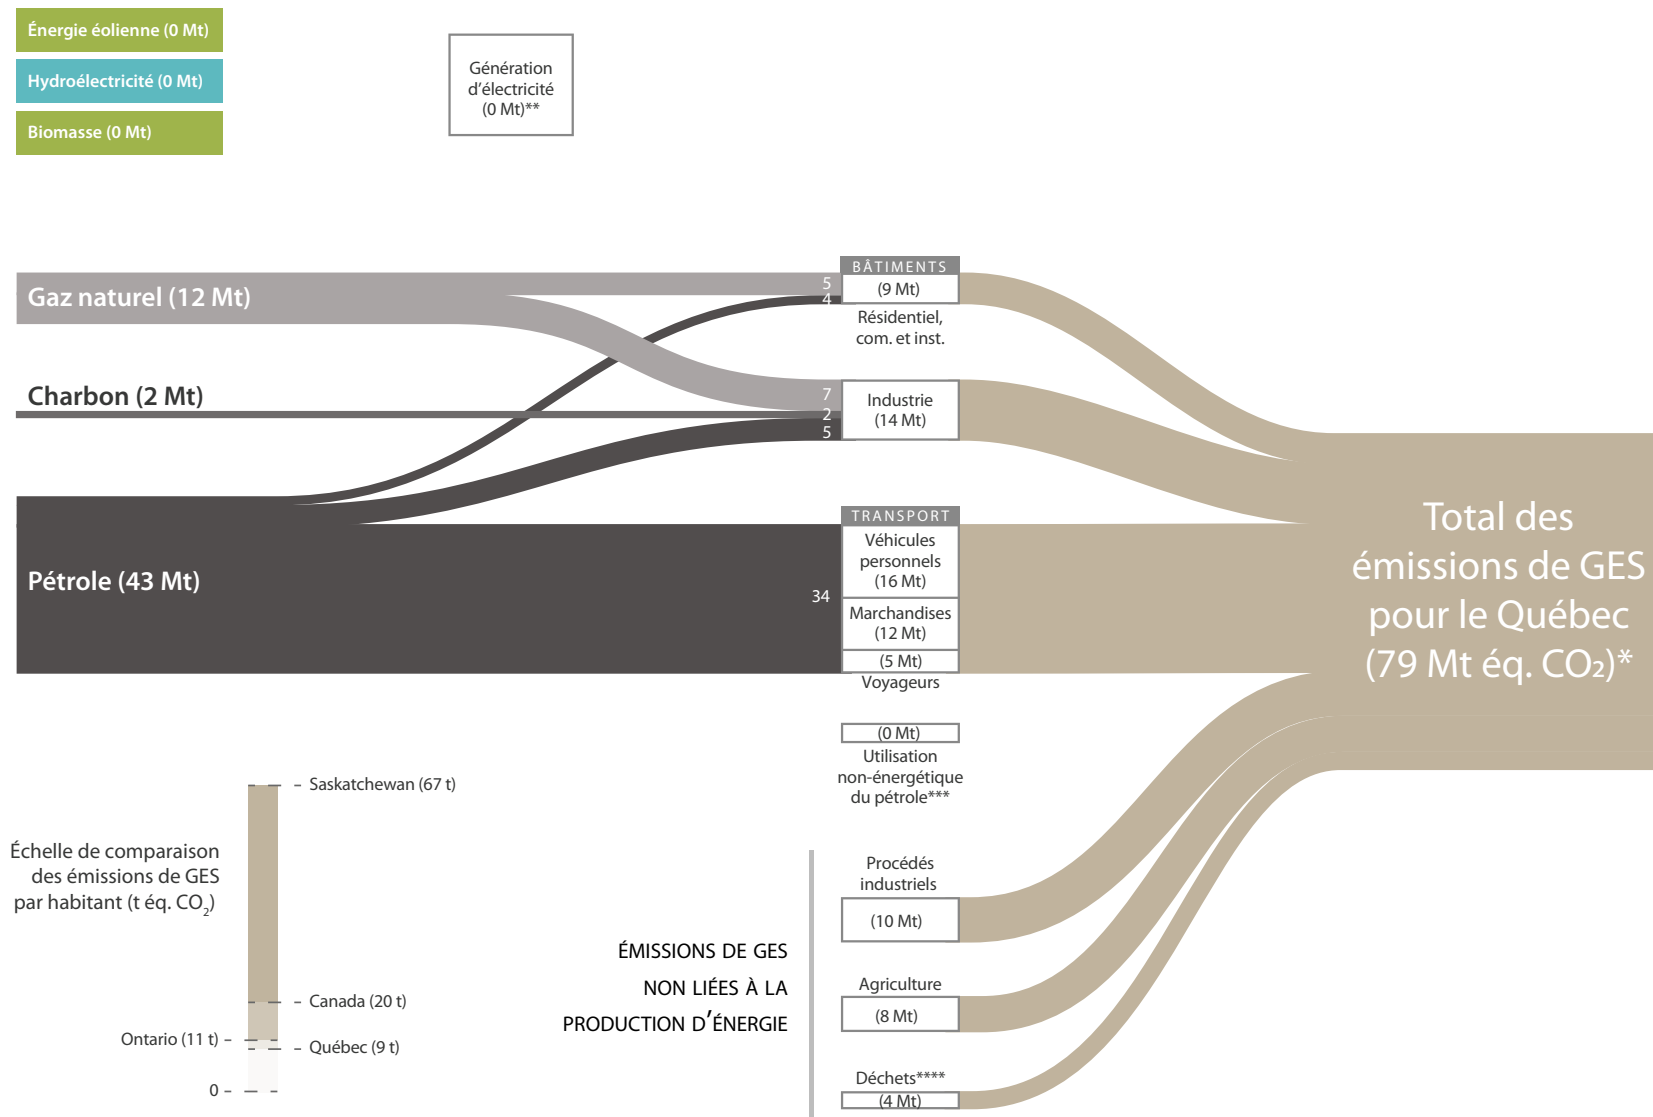 Énergie éolienne (0 Mt)
Hydroélectricité (0 Mt)
Biomasse (0 Mt)
Génération
d'électricité
(0 Mt)**
Gaz naturel (12 Mt)
Charbon (2 Mt)
Pétrole (43 Mt)
5
4
7
2
5
34
BÂTIMENTS
(9 Mt)
Résidentiel,
com. et inst.
Industrie
(14 Mt)
TRANSPORT
Véhicules
personnels
(16 Mt)
Marchandises
(12 Mt)
(5 Mt)
Voyageurs
(0 Mt)
Utilisation
non-énergétique
du pétrole***
Total des
émissions de GES
pour le Québec
(79 Mt éq. CO₂)*
Échelle de comparaison
des émissions de GES
par habitant (t éq. CO₂)
Saskatchewan (67 t)
Canada (20 t)
Ontario (11 t)
Québec (9 t)
0
ÉMISSIONS DE GES
NON LIÉES À LA
PRODUCTION D'ÉNERGIE
Procédés
industriels
(10 Mt)
Agriculture
(8 Mt)
Déchets****
(4 Mt)